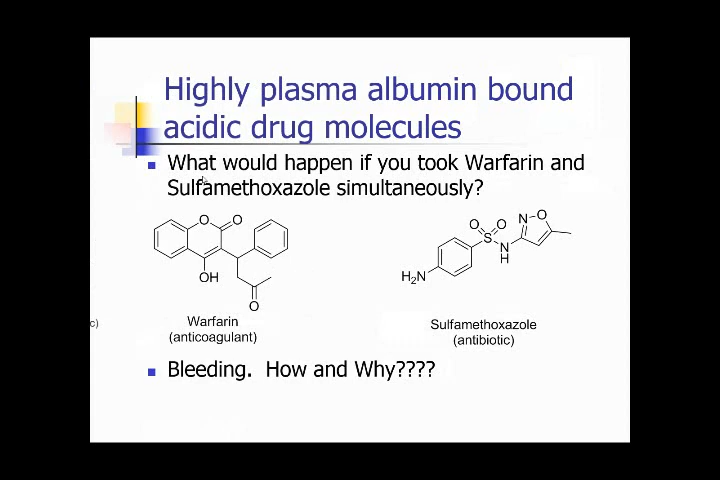 Highly plasma albumin bound
acidic drug molecules
What would happen if you took Warfarin and
Sulfamethoxazole simultaneously?
O
O
OH
O
O
O
S
N
H
N
O
H₂N
c)
Warfarin
(anticoagulant)
Sulfamethoxazole
(antibiotic)
Bleeding. How and Why????